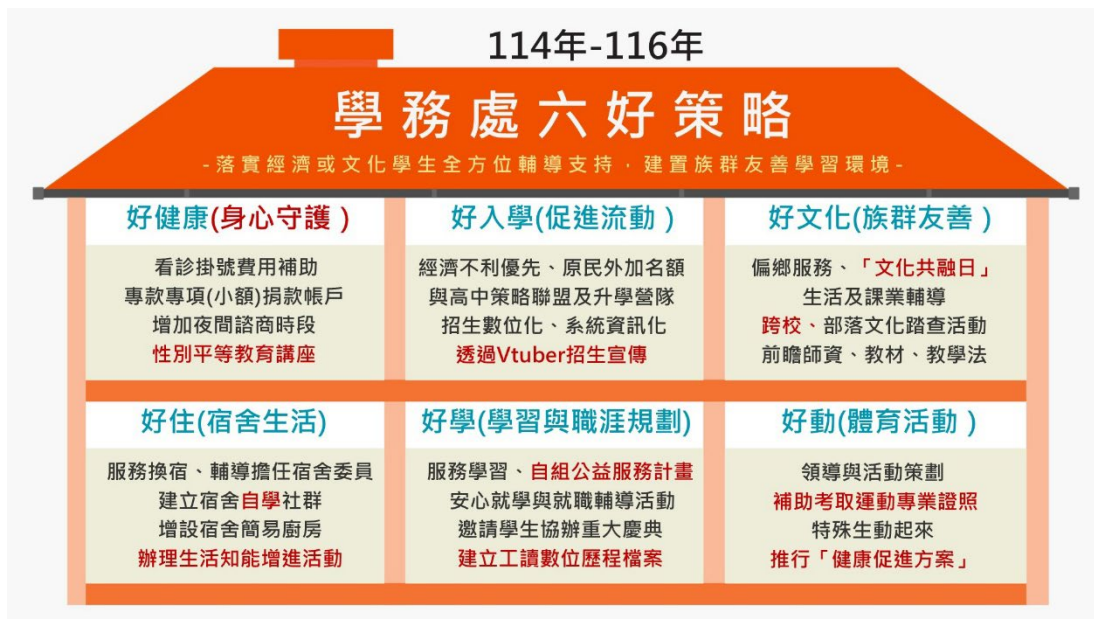 114年-116年
學務處六好策略
-落實經濟或文化學生全方位輔導支持，建置族群友善學習環境-
好健康(身心守護）
看診掛號費用補助
專款專項(小額)捐款帳戶
增加夜間諮商時段
性別平等教育講座
好入學(促進流動）
經濟不利優先、原民外加名額
與高中策略聯盟及升學營隊
招生數位化、系統資訊化
透過Vtuber招生宣傳
好文化(族群友善）
偏鄉服務、「文化共融日」
生活及課業輔導
跨校、部落文化踏查活動
前瞻師資、教材、教學法
好住(宿舍生活)
服務換宿、輔導擔任宿舍委員
建立宿舍自學社群
增設宿舍簡易廚房
辦理生活知能增進活動
好學(學習與職涯規劃)
服務學習、自組公益服務計畫
安心就學與就職輔導活動
邀請學生協辦重大慶典
建立工讀數位歷程檔案
好動(體育活動）
領導與活動策劃
補助考取運動專業證照
特殊生動起來
推行「健康促進方案」